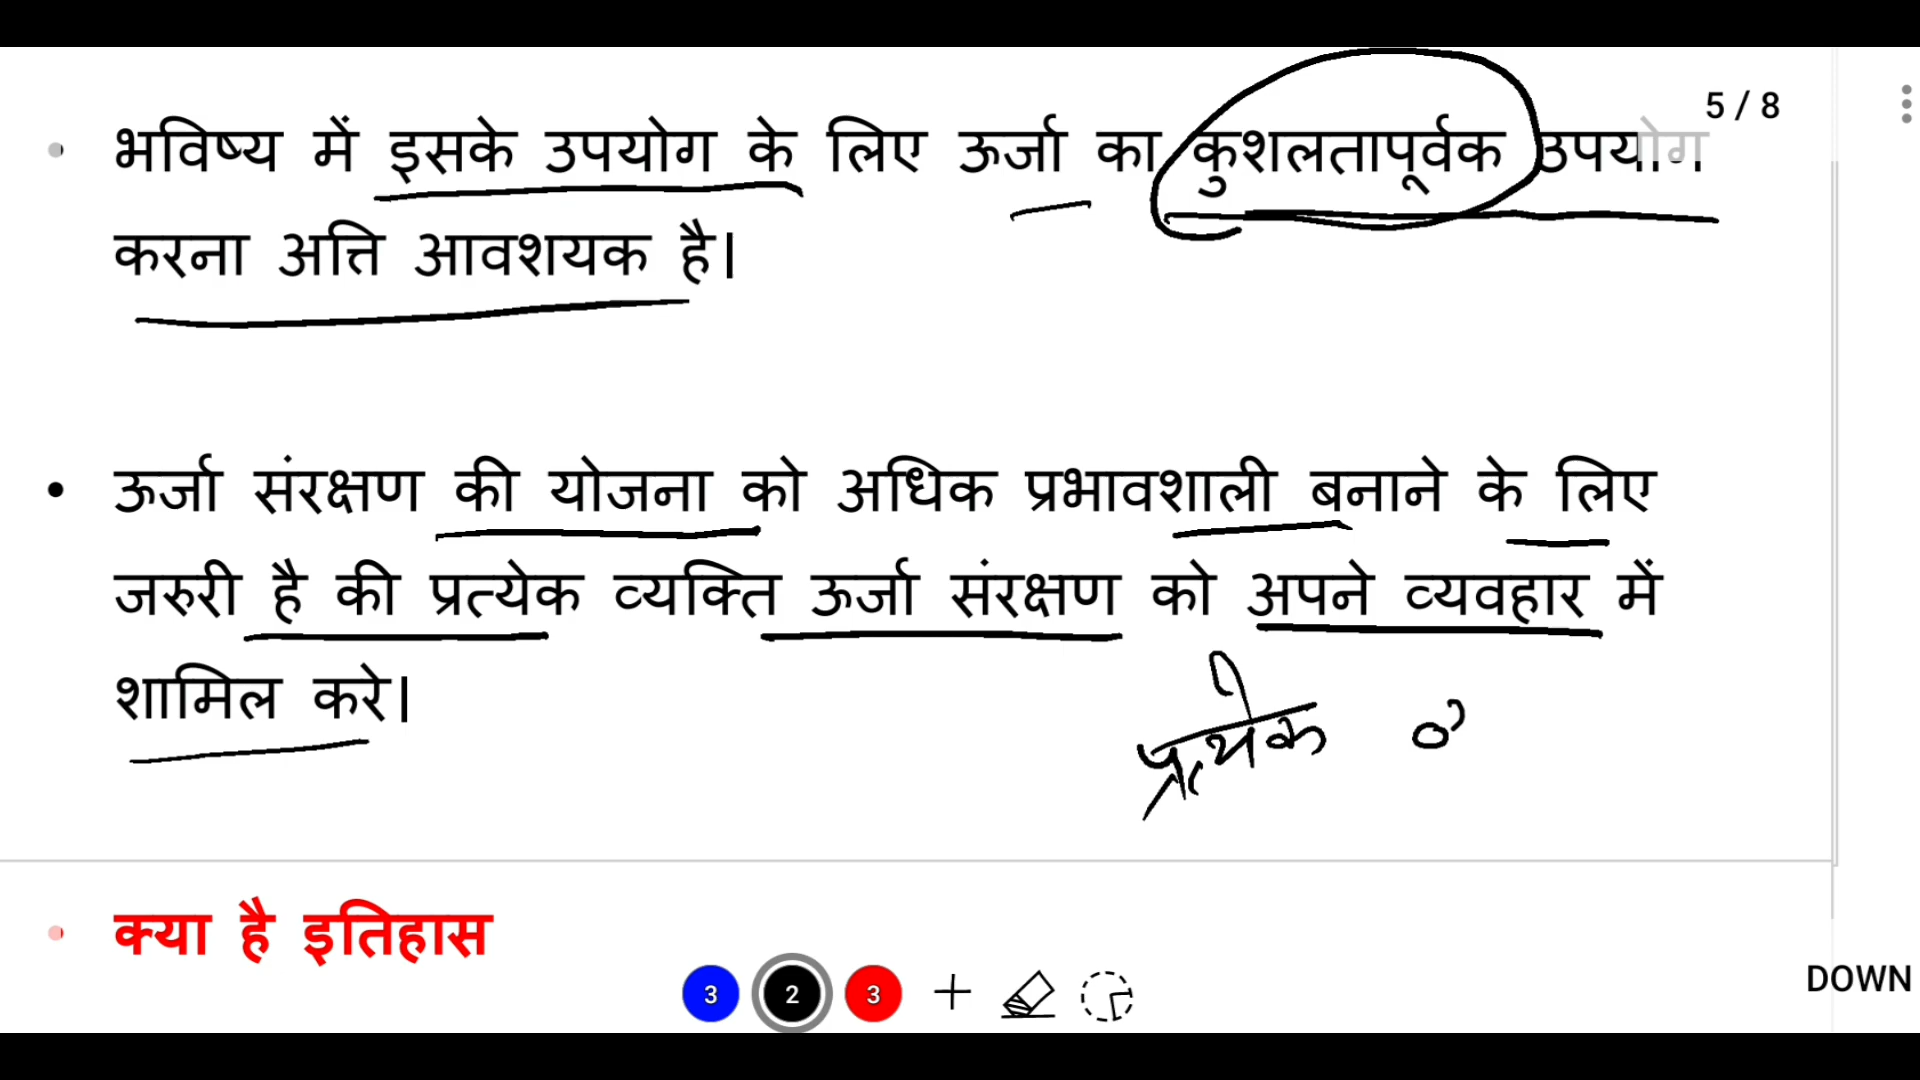 5 / 8
• भविष्य में इसके उपयोग के लिए ऊर्जा का कुशलतापूर्वक उपयोग
करना अत्ति आवशयक है।
• ऊर्जा संरक्षण की योजना को अधिक प्रभावशाली बनाने के लिए
जरुरी है की प्रत्येक व्यक्ति ऊर्जा संरक्षण को अपने व्यवहार में
शामिल करे।
प्रत्येक
• क्या है इतिहास
3 2 3
DOWN